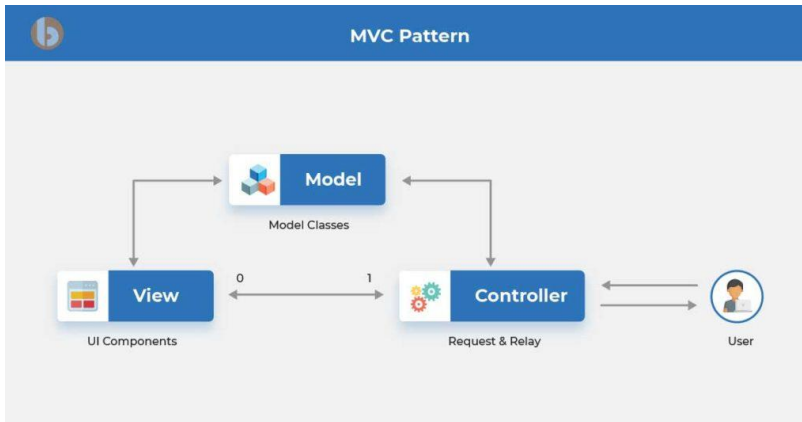 MVC Pattern
Model
Model Classes
View
0
1
Controller
UI Components
Request & Relay
User